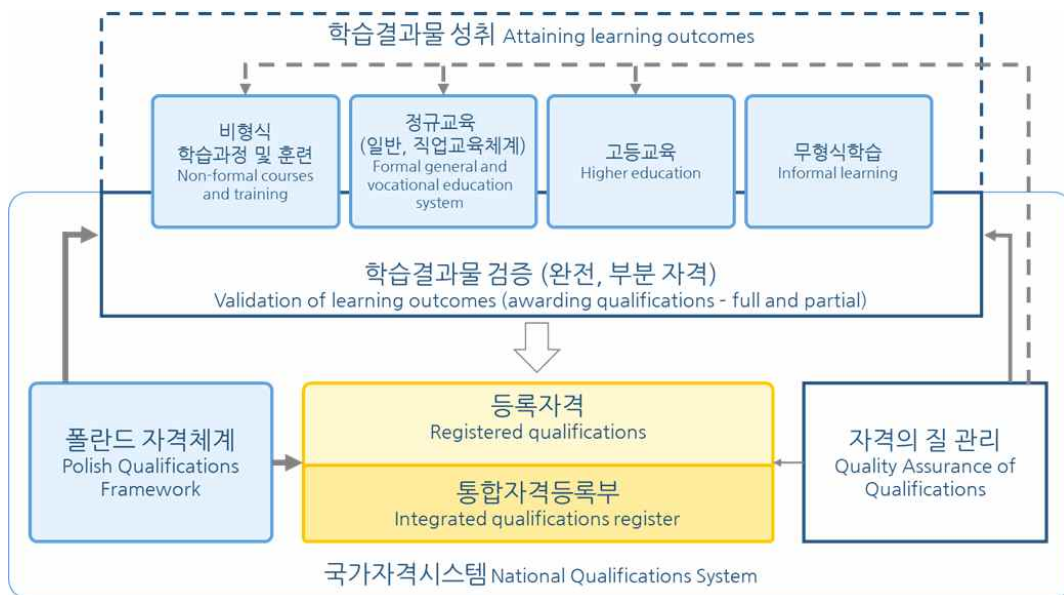 학습결과물 성취 Attaining learning outcomes
비형식
학습과정 및 훈련
Non-formal courses
and training
정규교육
(일반, 직업교육체계)
Formal general and
vocational education
system
고등교육
Higher education
무형식학습
Informal learning
학습결과물 검증 (완전, 부분 자격)
Validation of learning outcomes (awarding qualifications - full and partial)
폴란드 자격체계
Polish Qualifications
Framework
등록자격
Registered qualifications
통합자격등록부
Integrated qualifications register
자격의 질 관리
Quality Assurance of
Qualifications
국가자격시스템 National Qualifications System